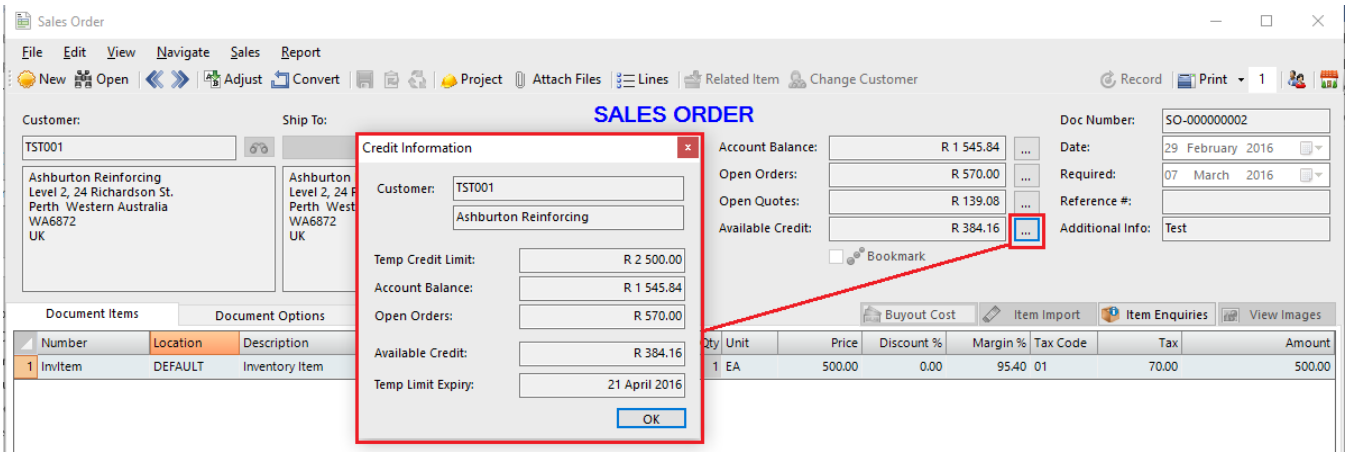 Sales Order
File Edit View Navigate Sales Report
New Open Adjust Convert Project Attach Files Lines Related Item Change Customer Record Print 1
SALES ORDER
Customer:
TST001
Ashburton Reinforcing
Level 2, 24 Richardson St.
Perth Western Australia
WA6872
UK
Ship To:
Ashburton
Level 2, 24 R
Perth West
WA6872
UK
Credit Information
x
Customer: TST001
Ashburton Reinforcing
Temp Credit Limit: R 2 500.00
Account Balance: R 1 545.84
Open Orders: R 570.00
Available Credit: R 384.16
Temp Limit Expiry: 21 April 2016
OK
Account Balance: R 1 545.84 ...
Open Orders: R 570.00 ...
Open Quotes: R 139.08 ...
Available Credit: R 384.16 ...
Bookmark
Doc Number: SO-000000002
Date: 29 February 2016
Required: 07 March 2016
Reference #:
Additional Info: Test
Document Items Document Options Buyout Cost Item Import Item Enquiries View Images
Number Location Description Qty Unit Price Discount % Margin % Tax Code Tax Amount
1 InvItem DEFAULT Inventory Item 1 EA 500.00 0.00 95.40 01 70.00 500.00